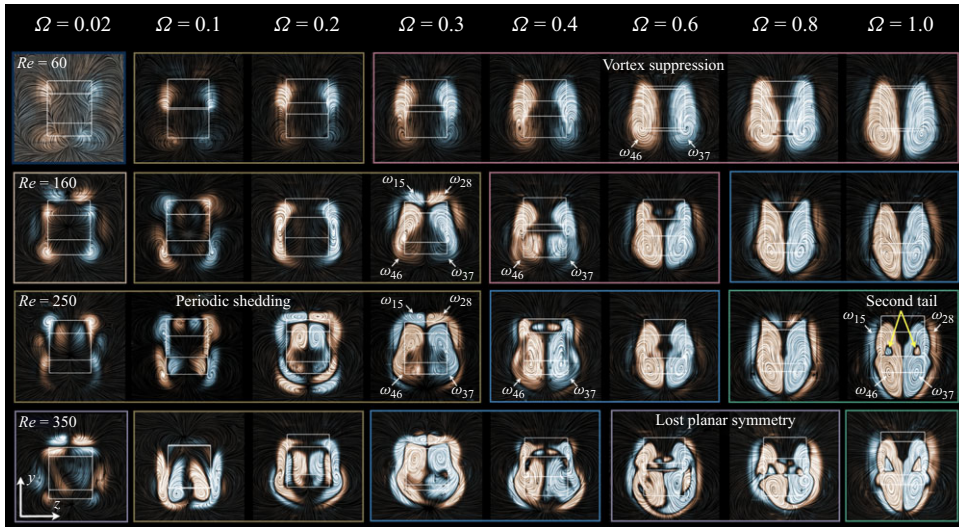 Ω = 0.02 Ω = 0.1 Ω = 0.2 Ω = 0.3 Ω = 0.4 Ω = 0.6 Ω = 0.8 Ω = 1.0
Re = 60 Vortex suppression
ω46 ω37
Re = 160 ω15 ω28
ω46 ω37 ω46 ω37
Re = 250 Periodic shedding ω15 ω28 Second tail
ω15 ω28
ω46 ω37 ω46 ω37 ω46 ω37
Re = 350 Lost planar symmetry
y
z